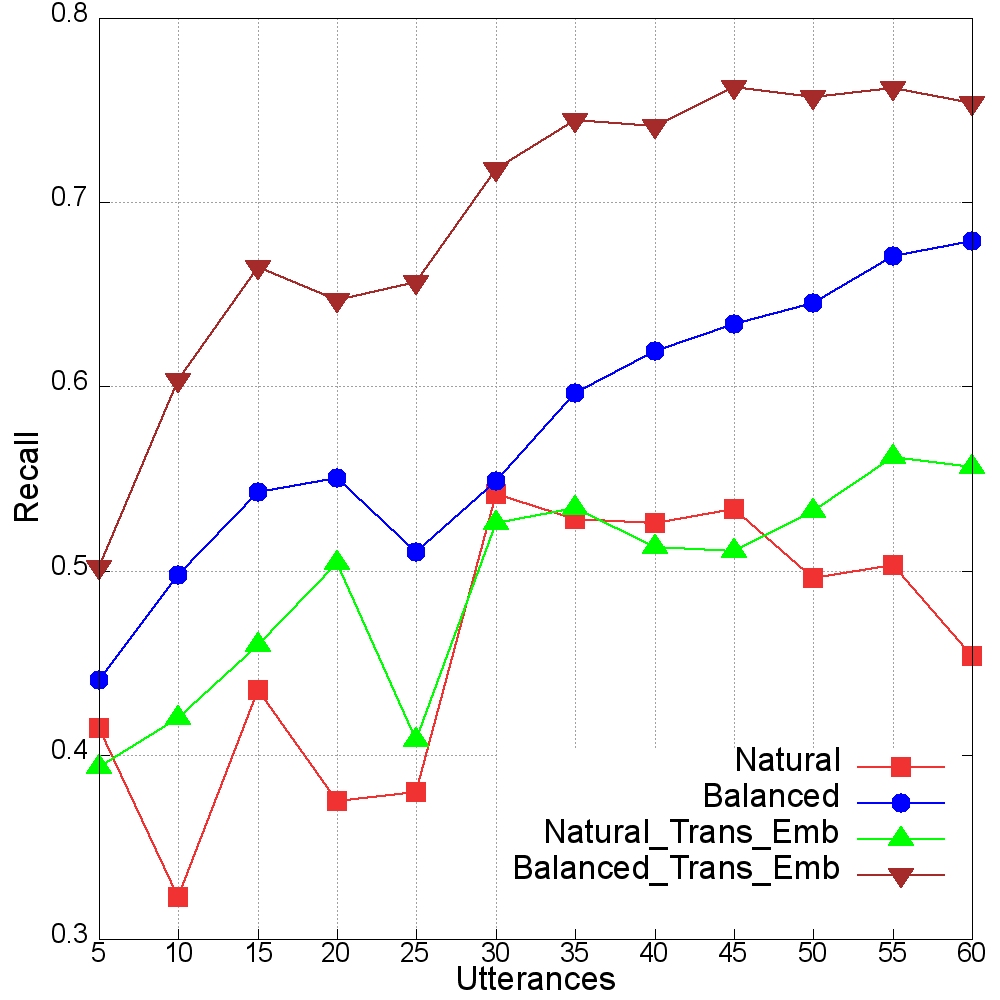 0.8
0.7
0.6
0.5
0.4
0.3
Recall
5 10 15 20 25 30 35 40 45 50 55 60
Utterances
Natural
Balanced
Natural_Trans_Emb
Balanced_Trans_Emb